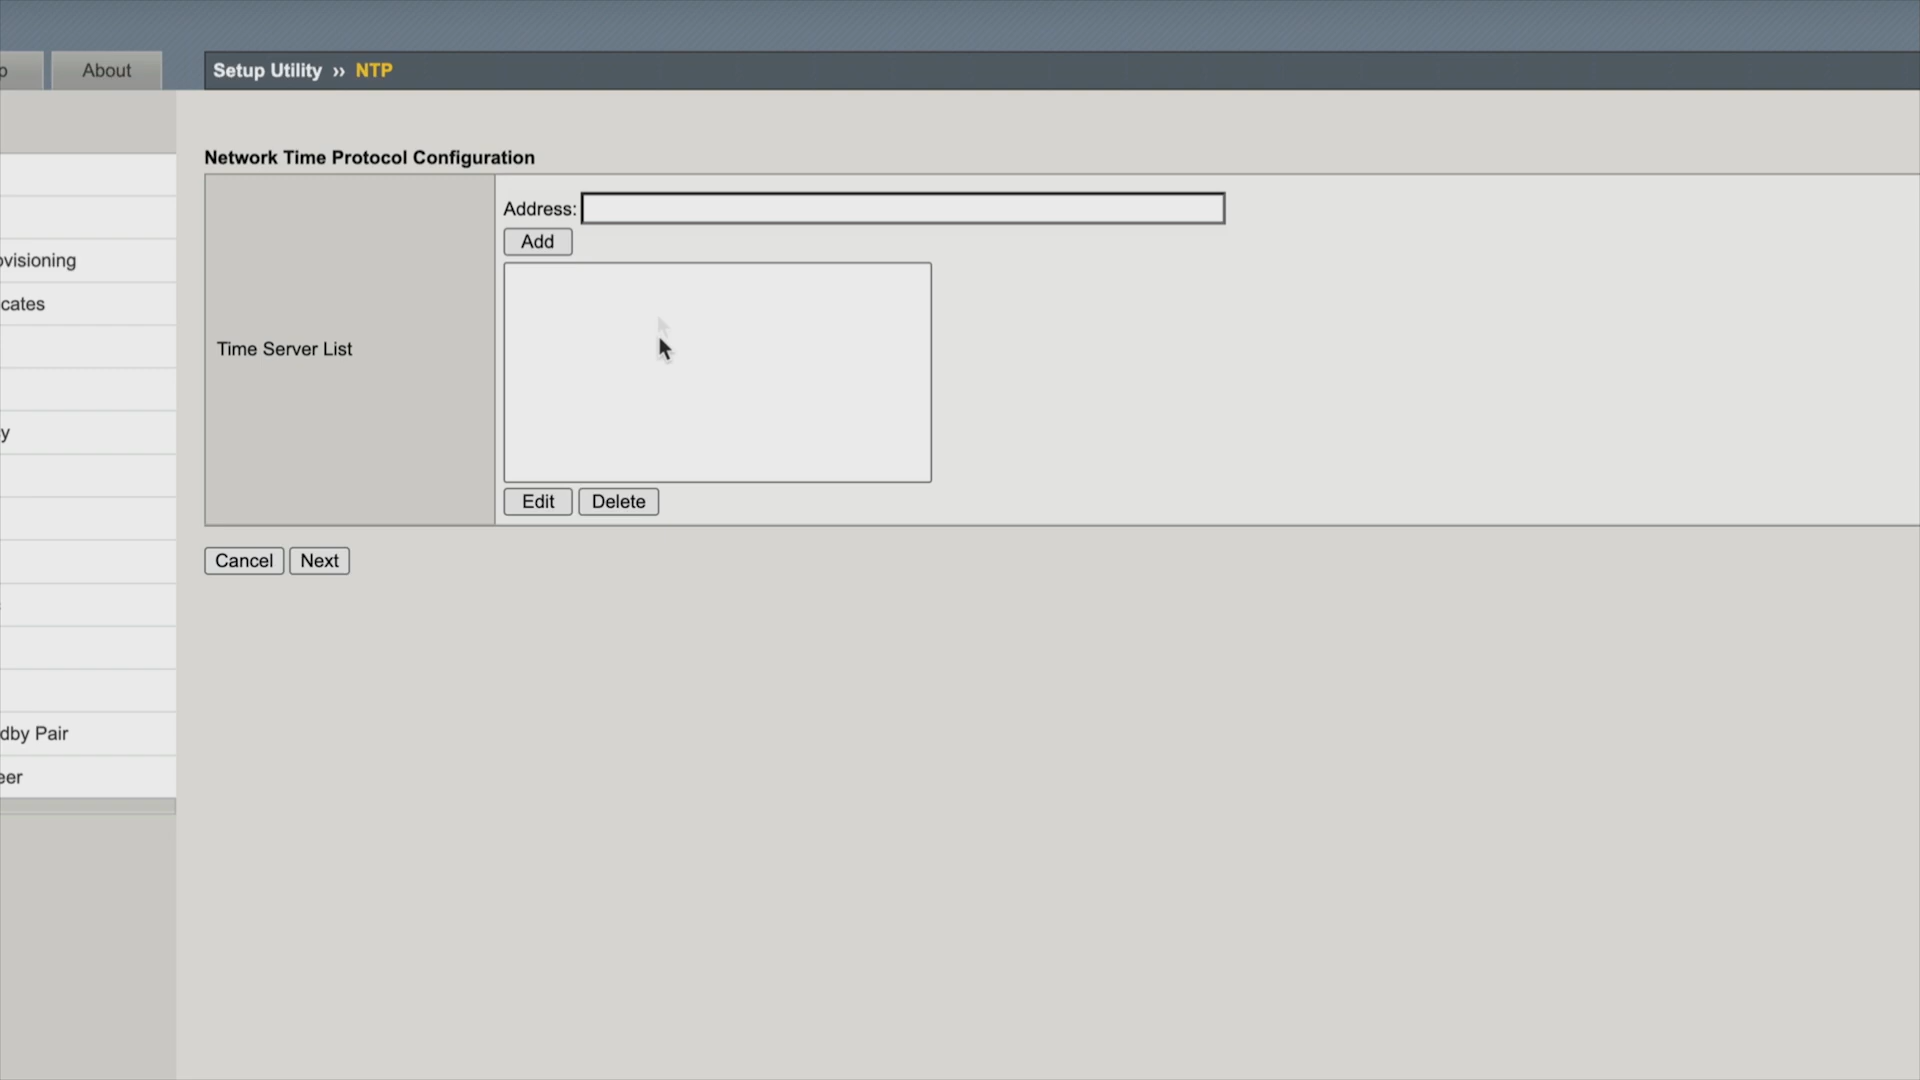 About
Setup Utility ›› NTP
Network Time Protocol Configuration
Address:
Add
Time Server List
Edit Delete
Cancel Next
ovisioning
cates
y
dby Pair
eer